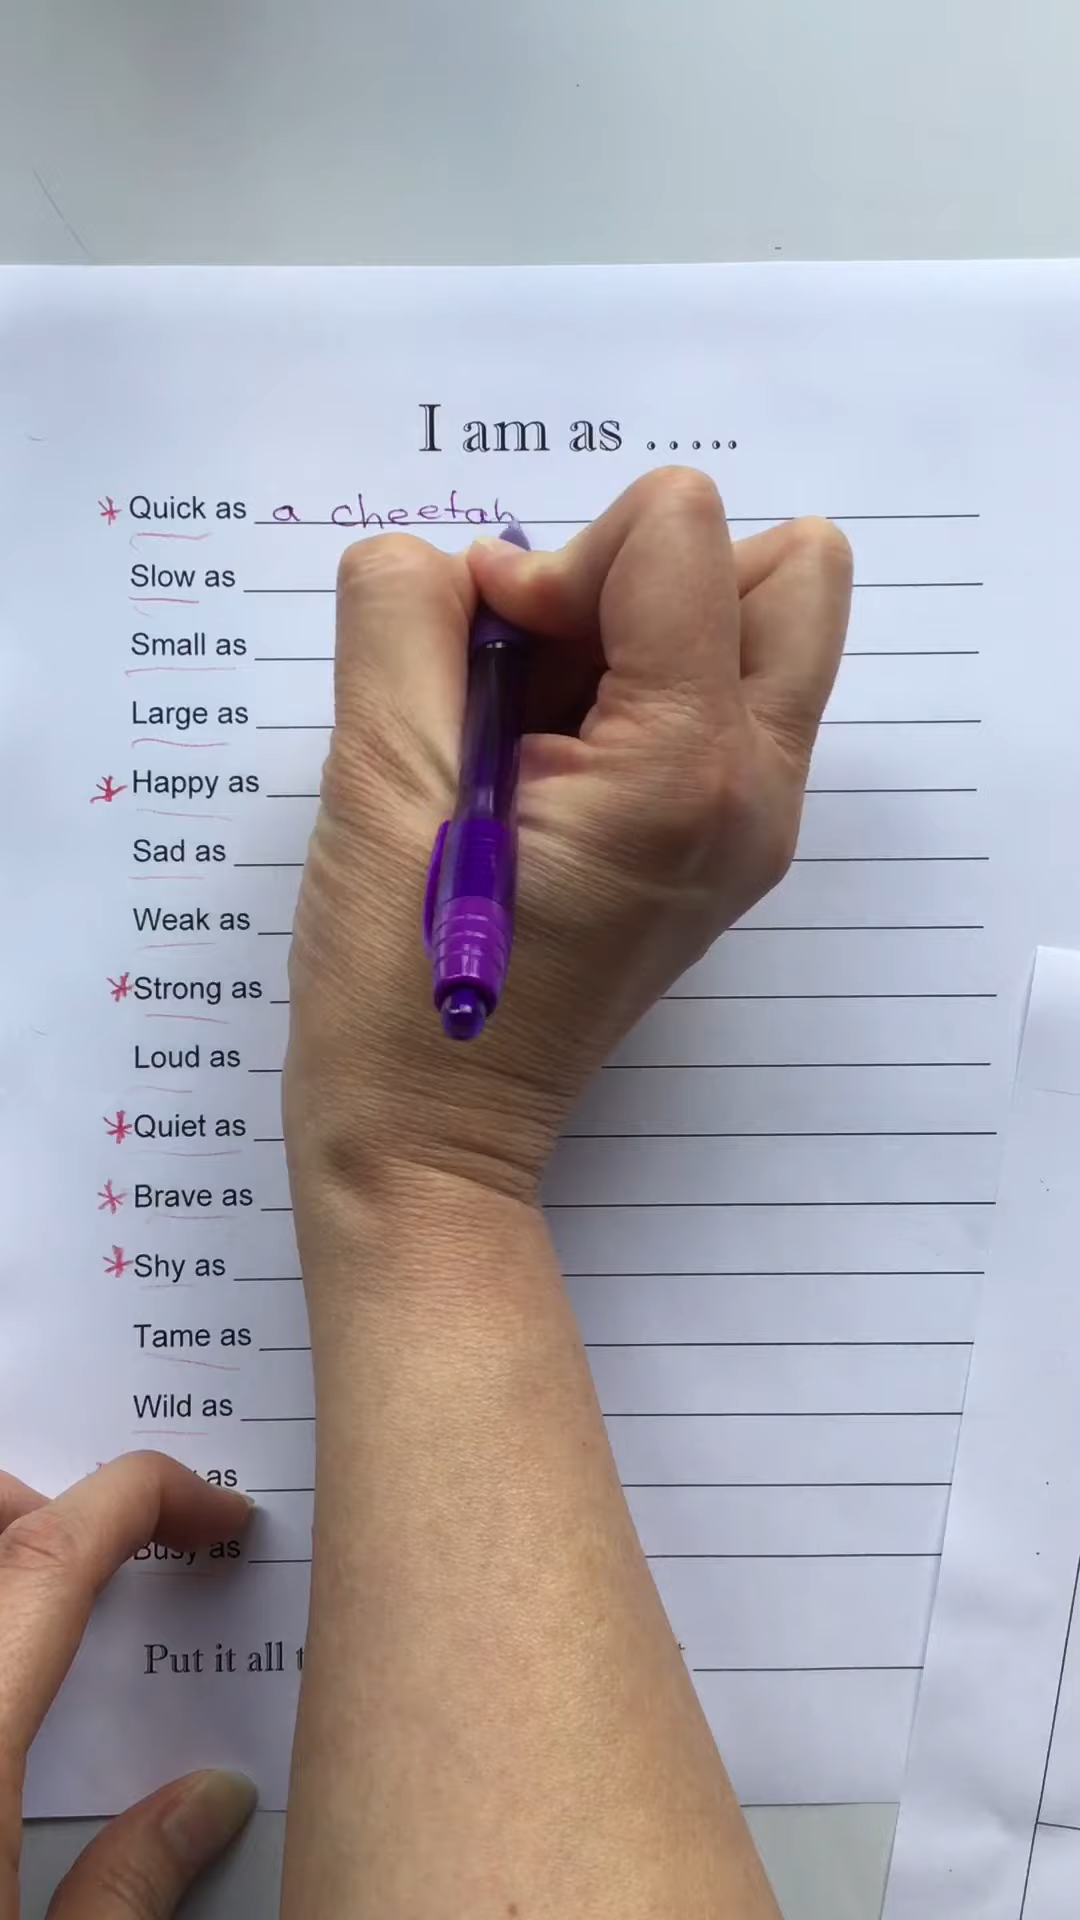 I am as .....
* Quick as a cheetah
Slow as
Small as
Large as
* Happy as
Sad as
Weak as
* Strong as
Loud as
* Quiet as
* Brave as
* Shy as
Tame as
Wild as
as
Busy as
Put it all